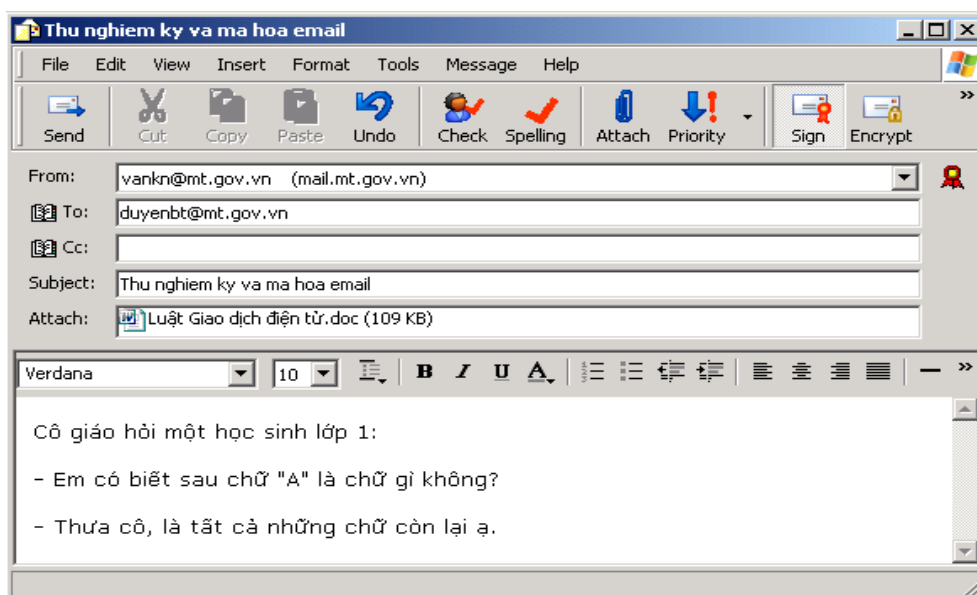 Thu nghiem ky va ma hoa email
File Edit View Insert Format Tools Message Help
Send Cut Copy Paste Undo Check Spelling Attach Priority Sign Encrypt
From: vankn@mt.gov.vn (mail.mt.gov.vn)
To: duyenbt@mt.gov.vn
Cc:
Subject: Thu nghiem ky va ma hoa email
Attach: Luật Giao dịch điện tử.doc (109 KB)
Verdana 10 B I U A
Cô giáo hỏi một học sinh lớp 1:
- Em có biết sau chữ "A" là chữ gì không?
- Thưa cô, là tất cả những chữ còn lại ạ.